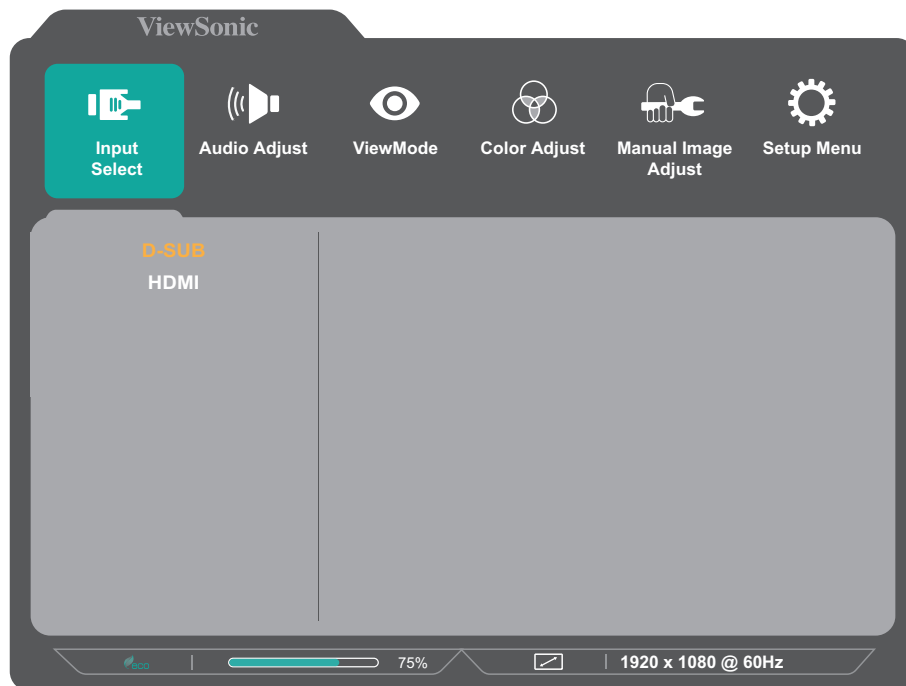 ViewSonic
Input
Select
Audio Adjust
ViewMode
Color Adjust
Manual Image
Adjust
Setup Menu
D-SUB
HDMI
ECO
75%
1920 x 1080 @ 60Hz